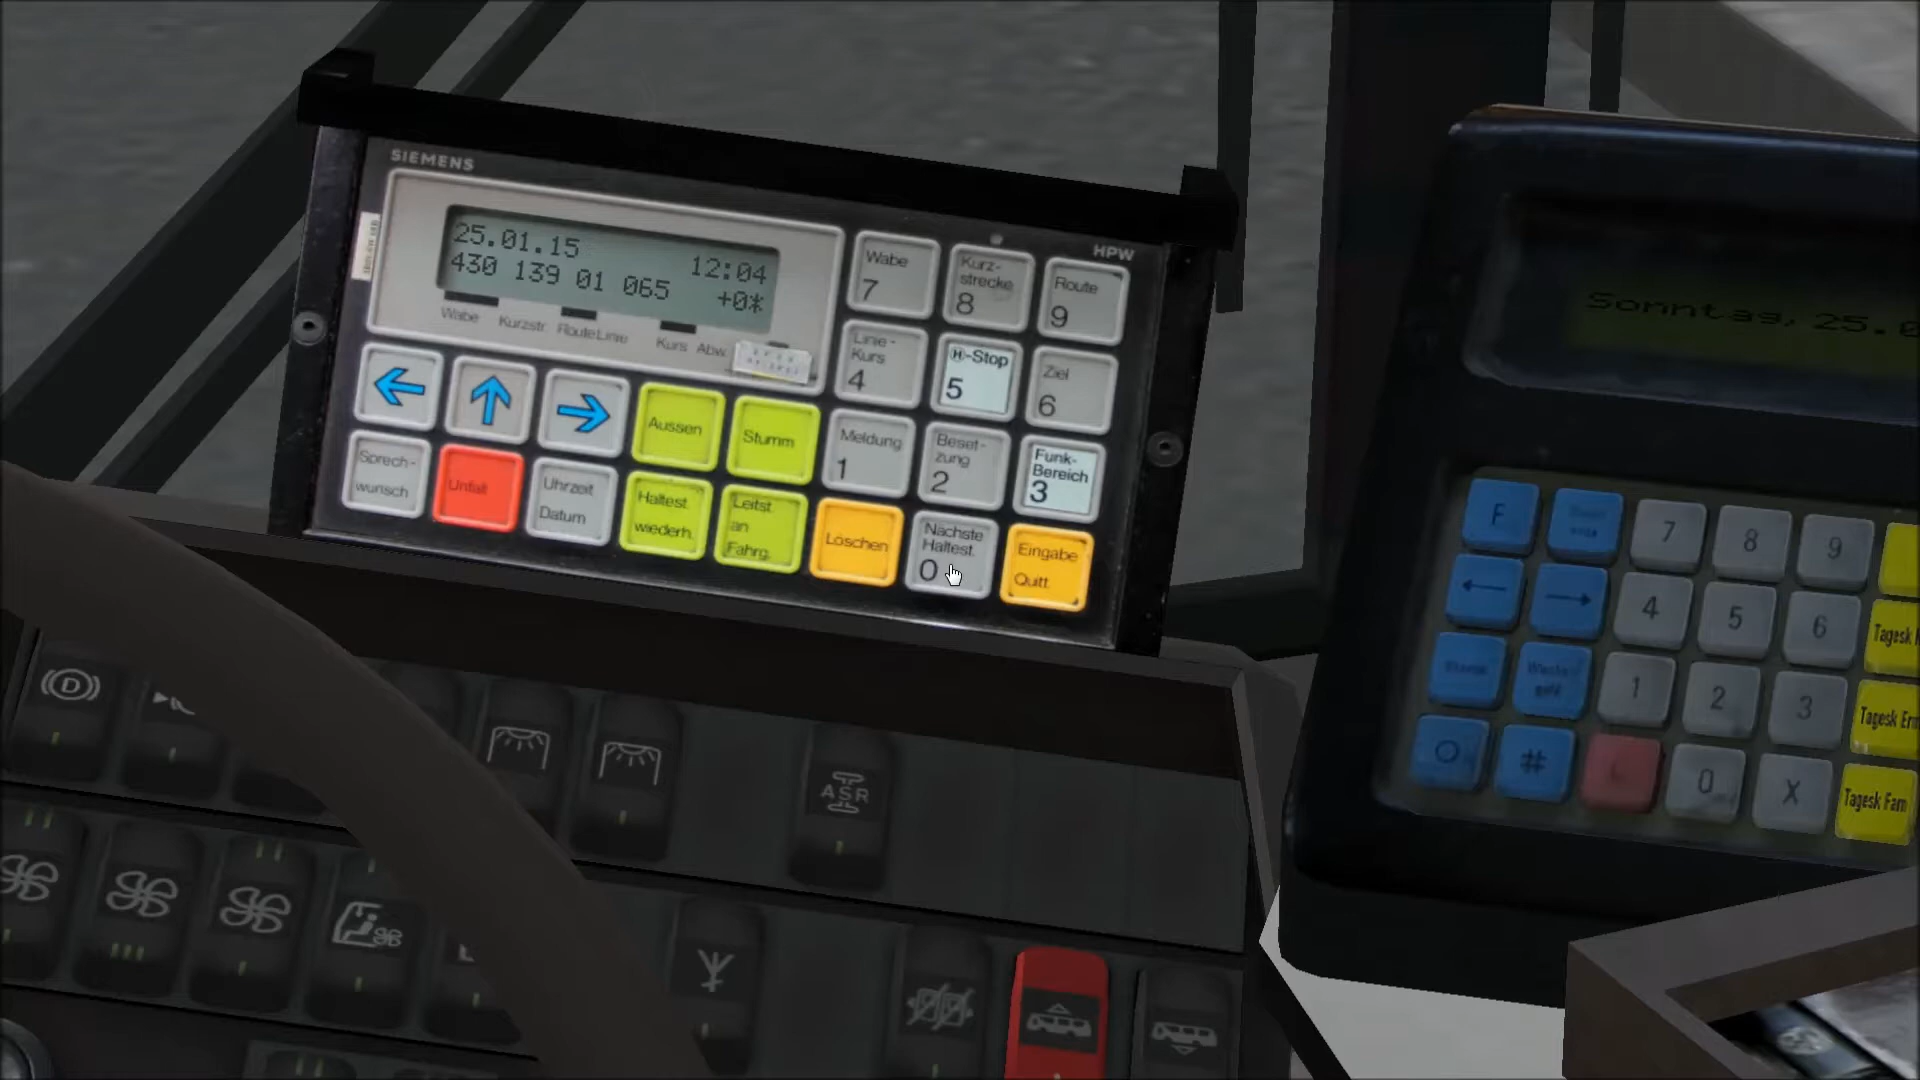 SIEMENS
HPW
25.01.15 12:04
430 139 01 065 +0*
Wabe Kurzstr. Route Linie Kurs Abw.
Wabe
7
Kurz-
strecke
8
Route
9
Linie-
Kurs
4
H-Stop
5
Ziel
6
Aussen
Stumm
Meldung
1
Beset-
zung
2
Funk-
Bereich
3
Sprech-
wunsch
Unfall
Uhrzeit
Datum
Haltest.
wiederh.
Leitst.
an
Fahrg.
Löschen
Nächste
Haltest.
0
Eingabe
Quitt.
Sonntag, 25.0
F
7 8 9
4 5 6
Tagesk
1 2 3
Tagesk Erm
# 0 X
Tagesk Fam
D
ASR